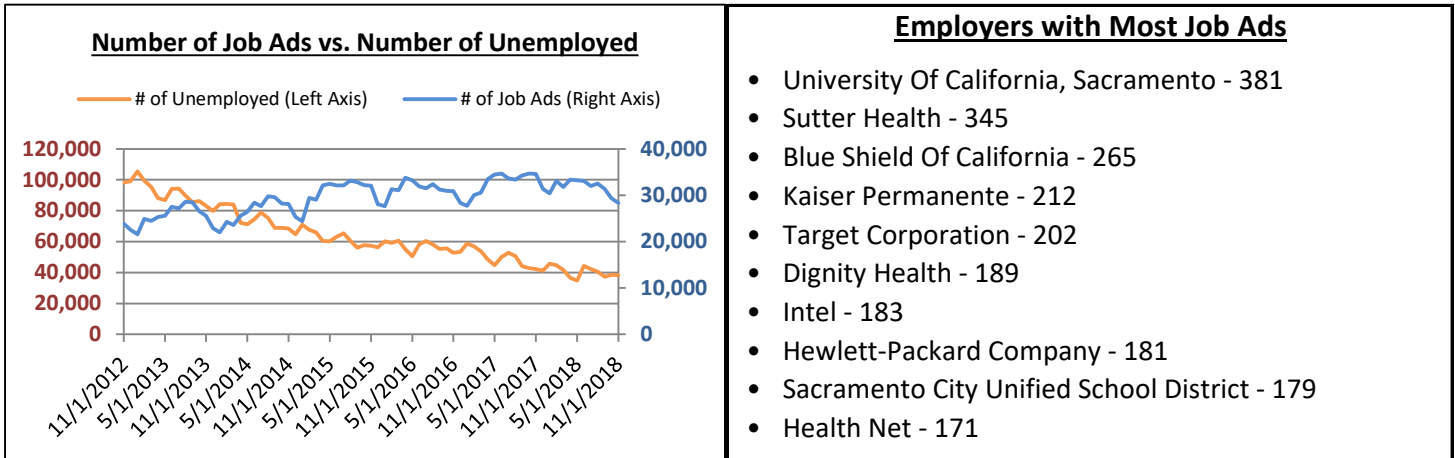 Number of Job Ads vs. Number of Unemployed
# of Unemployed (Left Axis) # of Job Ads (Right Axis)
120,000 40,000
100,000
80,000 30,000
60,000 20,000
40,000 10,000
20,000
0 0
11/1/2012
5/1/2013
11/1/2013
5/1/2014
11/1/2014
5/1/2015
11/1/2015
5/1/2016
11/1/2016
5/1/2017
11/1/2017
5/1/2018
11/1/2018
Employers with Most Job Ads
• University Of California, Sacramento - 381
• Sutter Health - 345
• Blue Shield Of California - 265
• Kaiser Permanente - 212
• Target Corporation - 202
• Dignity Health - 189
• Intel - 183
• Hewlett-Packard Company - 181
• Sacramento City Unified School District - 179
• Health Net - 171